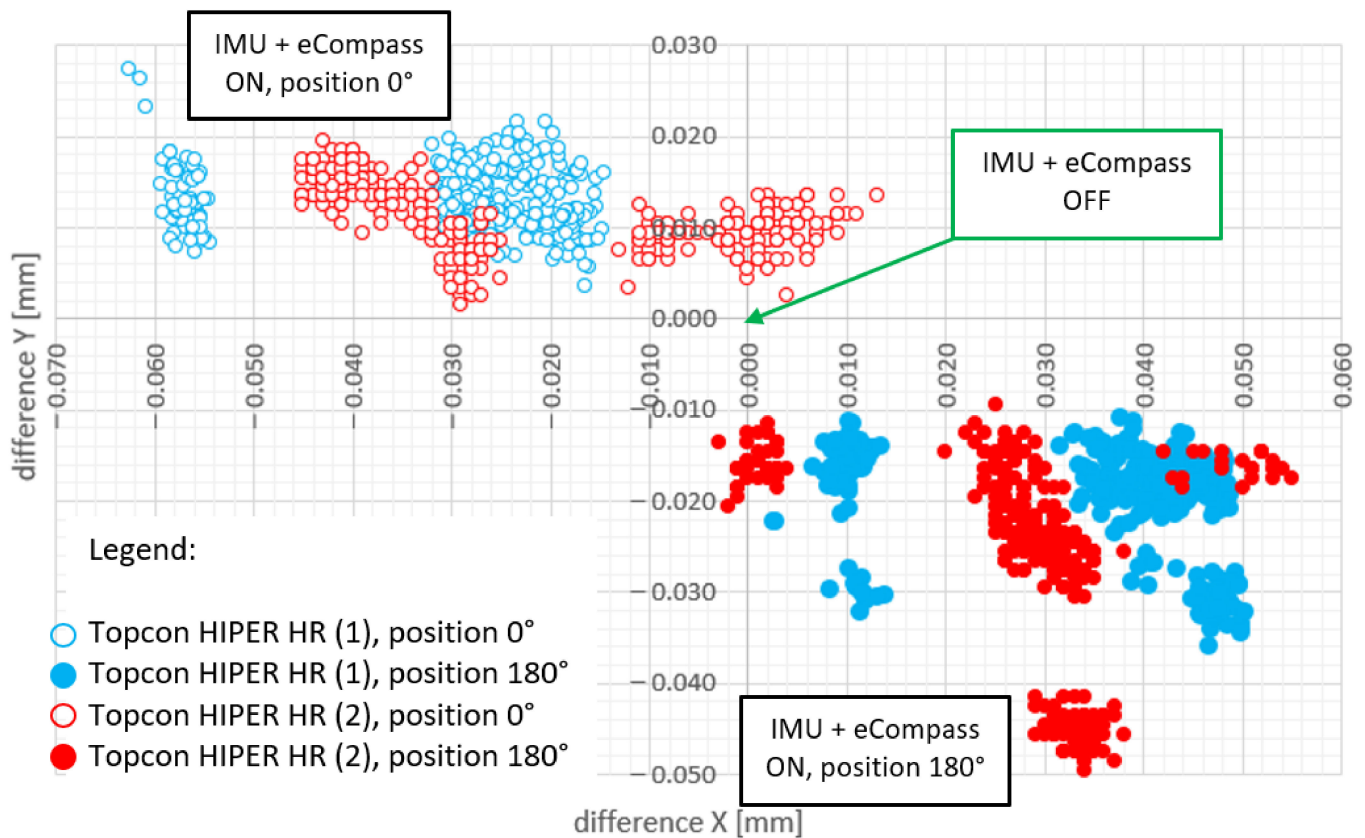 IMU + eCompass
ON, position 0°
0.030
0.020
IMU + eCompass
OFF
0.010
0.000
difference Y [mm]
−0.070
−0.060
−0.050
−0.040
−0.030
−0.020
−0.010
0.000
0.010
0.020
0.030
0.040
0.050
0.060
−0.010
−0.020
−0.030
−0.040
−0.050
Legend:
Topcon HIPER HR (1), position 0°
Topcon HIPER HR (1), position 180°
Topcon HIPER HR (2), position 0°
Topcon HIPER HR (2), position 180°
IMU + eCompass
ON, position 180°
difference X [mm]